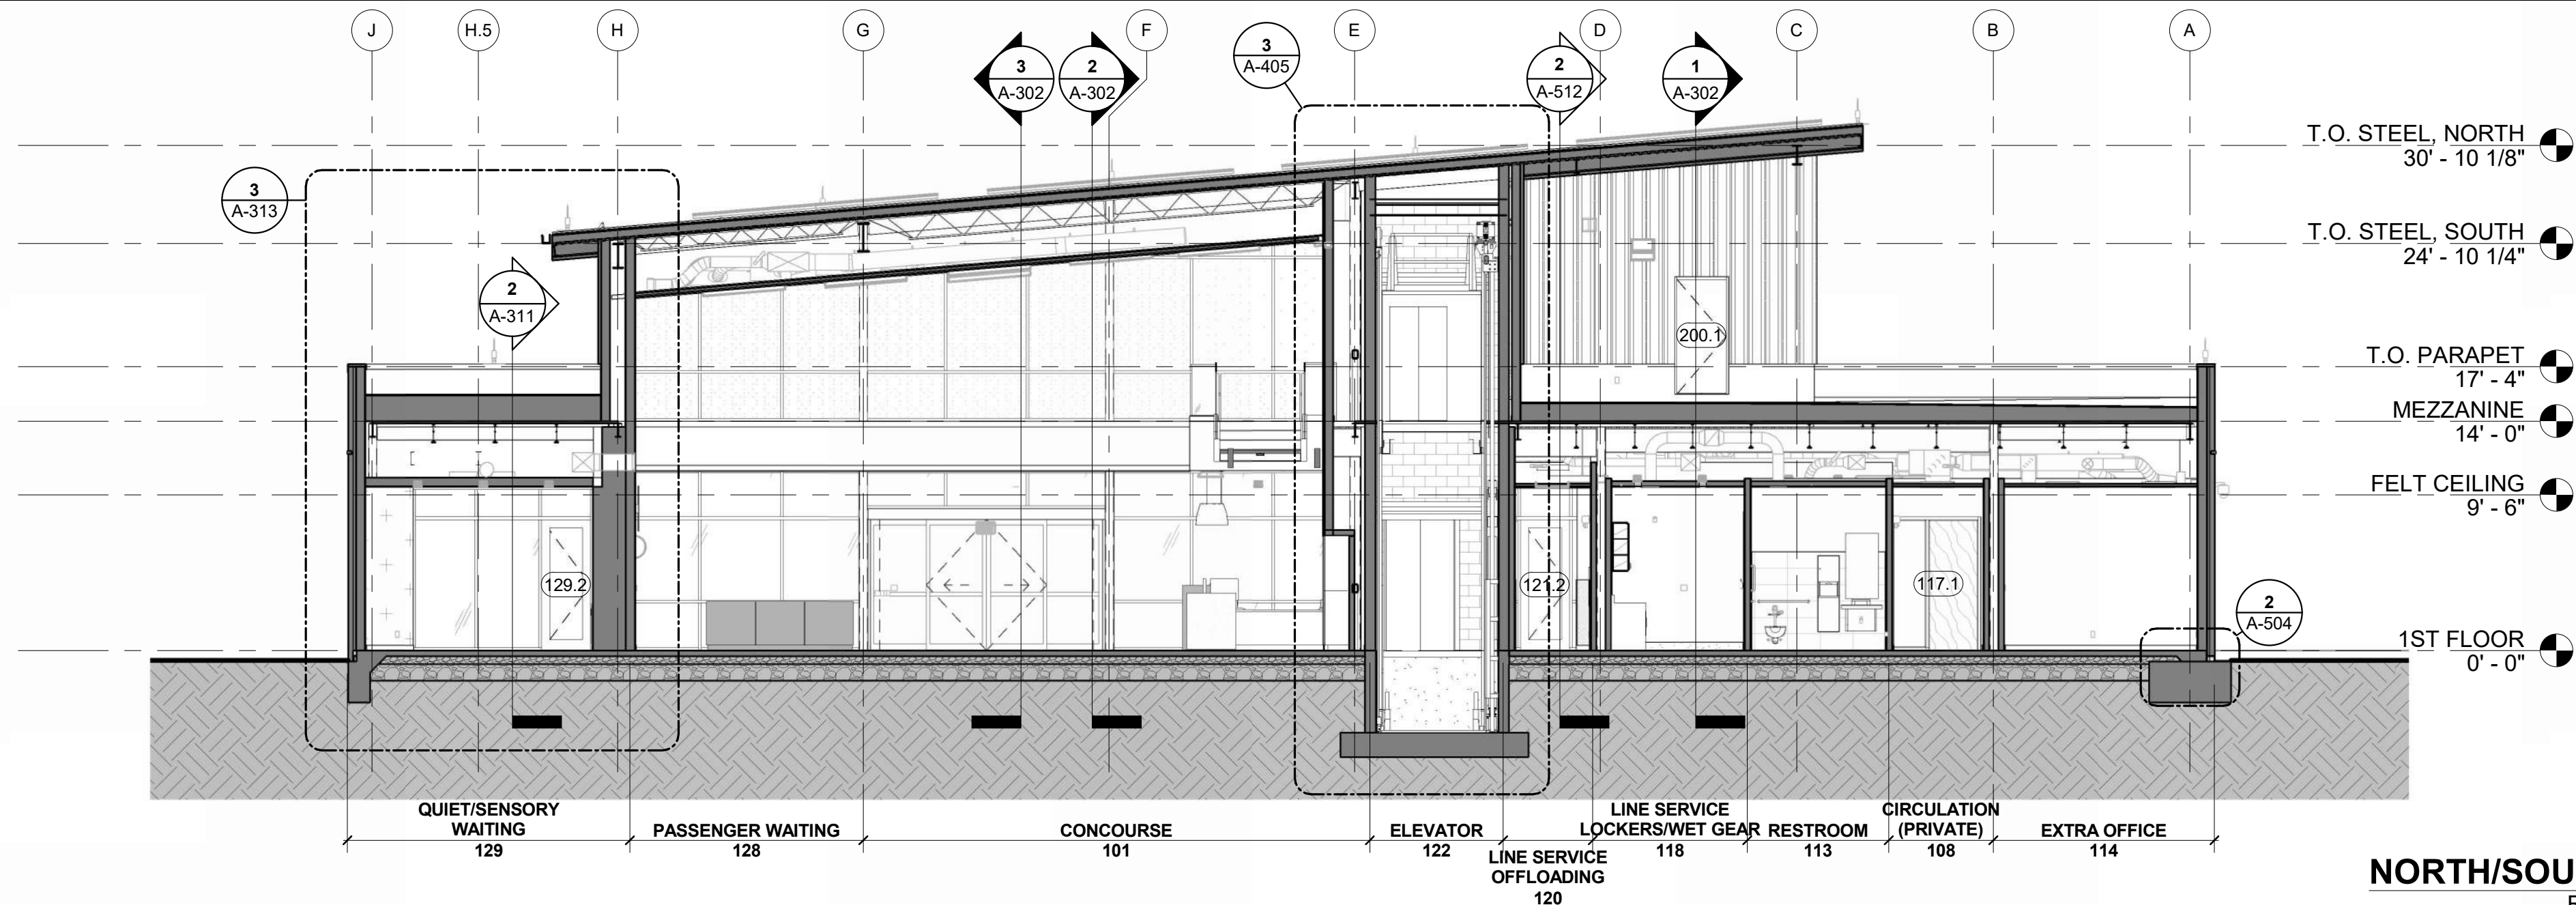 J
H.5
H
G
F
E
D
C
B
A
3
A-405
3
A-302
2
A-302
2
A-512
1
A-302
T.O. STEEL, NORTH
30' - 10 1/8"
3
A-313
T.O. STEEL, SOUTH
24' - 10 1/4"
2
A-311
200.1
T.O. PARAPET
17' - 4"
MEZZANINE
14' - 0"
FELT CEILING
9' - 6"
129.2
121.2
117.1
2
A-504
1ST FLOOR
0' - 0"
QUIET/SENSORY
WAITING
129
PASSENGER WAITING
128
CONCOURSE
101
ELEVATOR
122
LINE SERVICE
OFFLOADING
120
LINE SERVICE
LOCKERS/WET GEAR
118
RESTROOM
113
CIRCULATION
(PRIVATE)
108
EXTRA OFFICE
114
NORTH/SOU